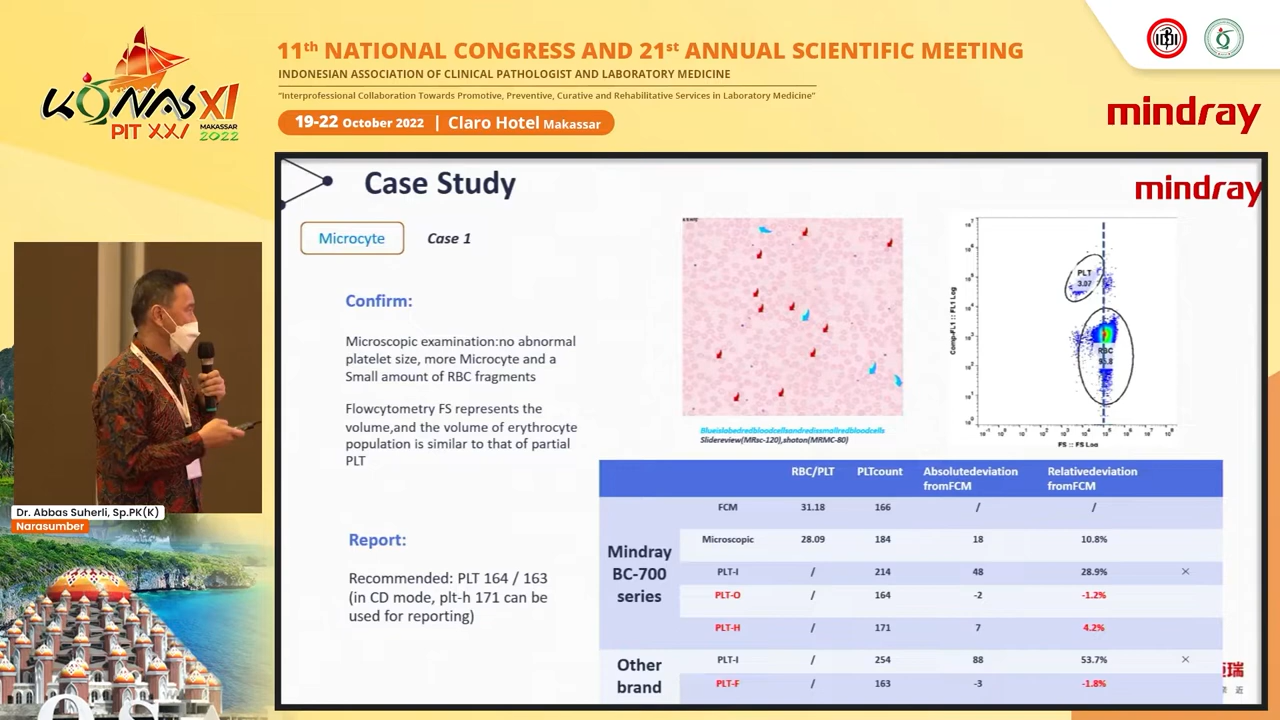 KONAS XI
PIT XXI
MAKASSAR
2022
11th NATIONAL CONGRESS AND 21st ANNUAL SCIENTIFIC MEETING
INDONESIAN ASSOCIATION OF CLINICAL PATHOLOGIST AND LABORATORY MEDICINE
"Interprofessional Collaboration Towards Promotive, Preventive, Curative and Rehabilitative Services in Laboratory Medicine"
19-22 October 2022 | Claro Hotel Makassar
mindray
Case Study
mindray
Microcyte
Case 1
Confirm:
Microscopic examination:no abnormal
platelet size, more Microcyte and a
Small amount of RBC fragments
Flowcytometry FS represents the
volume,and the volume of erythrocyte
population is similar to that of partial
PLT
Report:
Recommended: PLT 164 / 163
(in CD mode, plt-h 171 can be
used for reporting)
Blueislabedredbloodcellsandredissmallredbloodcells
Slidereview(MRsc-120),shoton(MRMC-80)
Comp-FL1 :: FL1 Log
PLT
3.07
RBC
FS :: FS Log
RBC/PLT PLTcount Absolutedeviation fromFCM Relativedeviation fromFCM
Mindray BC-700 series
FCM 31.18 166 / /
Microscopic 28.09 184 18 10.8%
PLT-I / 214 48 28.9% ×
PLT-O / 164 -2 -1.2%
PLT-H / 171 7 4.2%
Other brand
PLT-I / 254 88 53.7% ×
PLT-F / 163 -3 -1.8%
Dr. Abbas Suherli, Sp.PK(K)
Narasumber